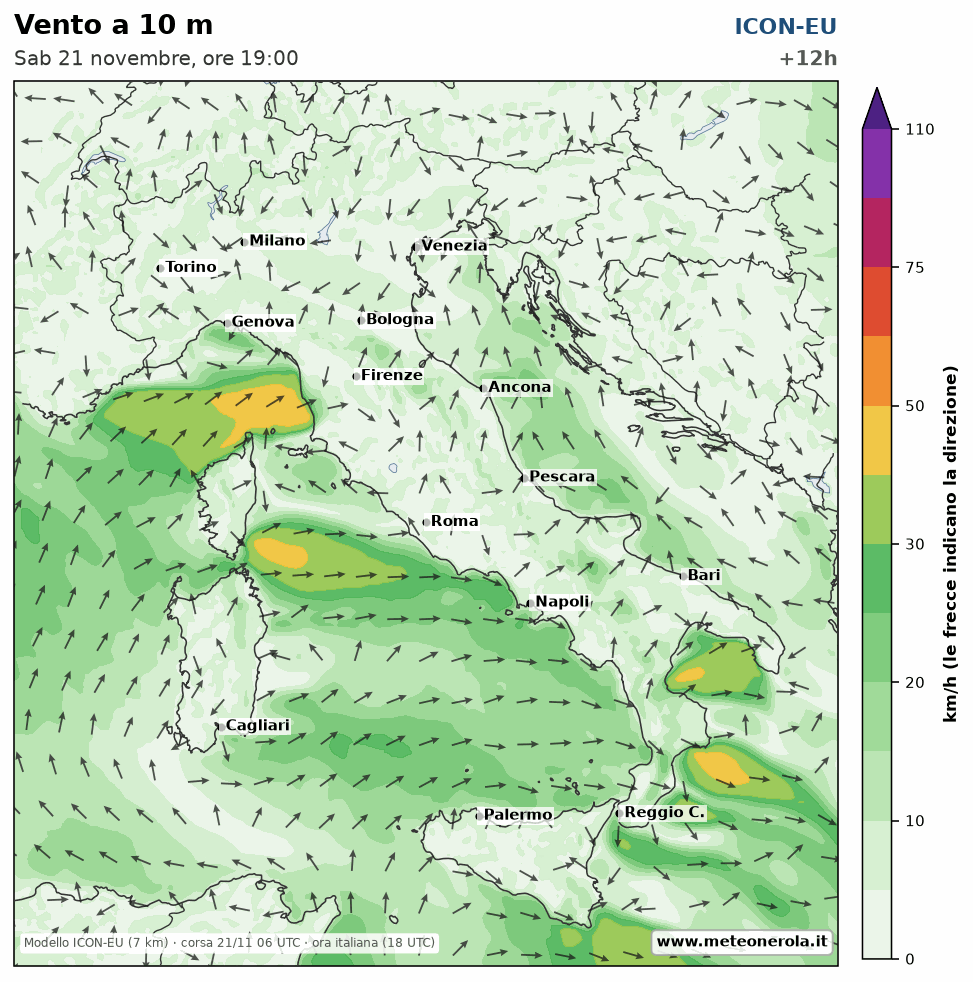 Vento a 10 m
ICON-EU
Sab 21 novembre, ore 19:00
+12h
Milano
Venezia
Torino
Genova
Bologna
Firenze
Ancona
Pescara
Roma
Bari
Napoli
Cagliari
Palermo
Reggio C.
Modello ICON-EU (7 km) · corsa 21/11 06 UTC · ora italiana (18 UTC)
www.meteonerola.it
110
75
50
30
20
10
0
km/h (le frecce indicano la direzione)